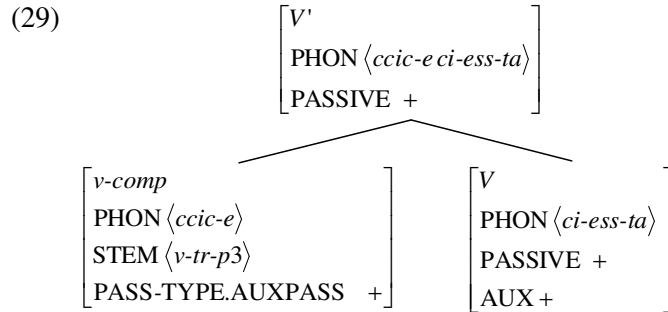 (29)
V'
PHON ⟨ccic-e ci-ess-ta⟩
PASSIVE +
v-comp
PHON ⟨ccic-e⟩
STEM ⟨v-tr-p3⟩
PASS-TYPE.AUXPASS +
V
PHON ⟨ci-ess-ta⟩
PASSIVE +
AUX +